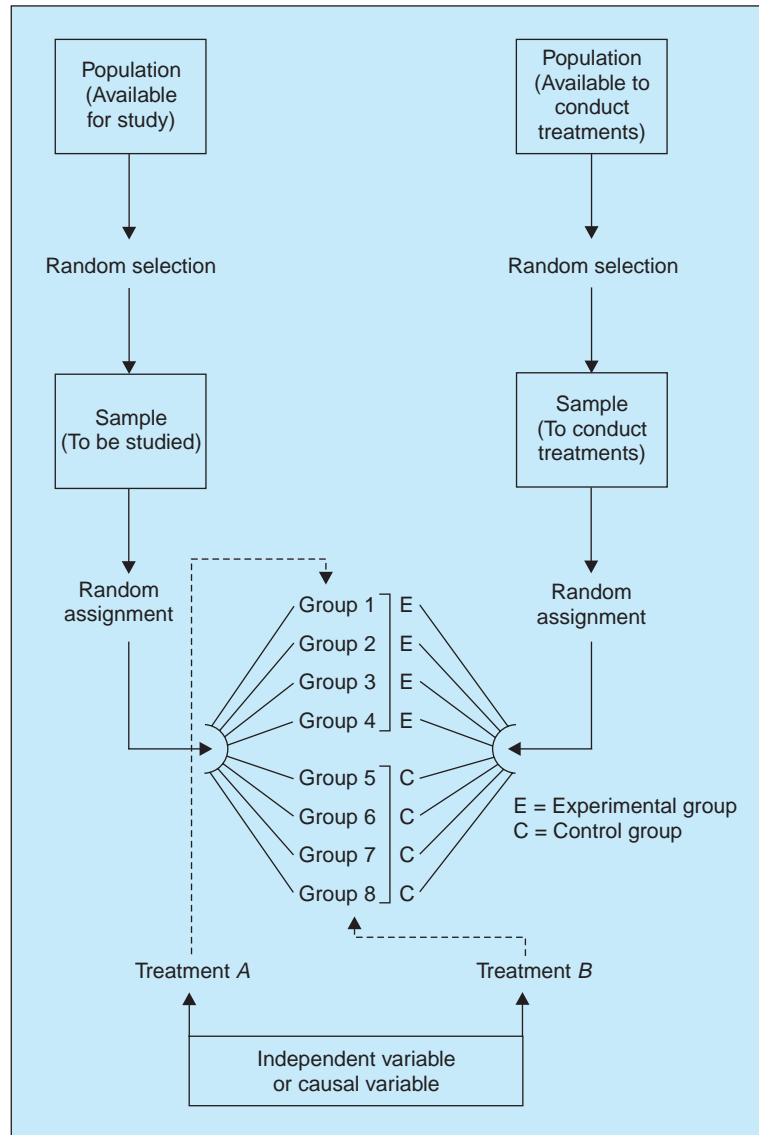 Population
(Available
for study)
Population
(Available to
conduct
treatments)
Random selection
Random selection
Sample
(To be studied)
Sample
(To conduct
treatments)
Random
assignment
Random
assignment
Group 1 E
Group 2 E
Group 3 E
Group 4 E
Group 5 C
Group 6 C
Group 7 C
Group 8 C
E = Experimental group
C = Control group
Treatment A
Treatment B
Independent variable
or causal variable